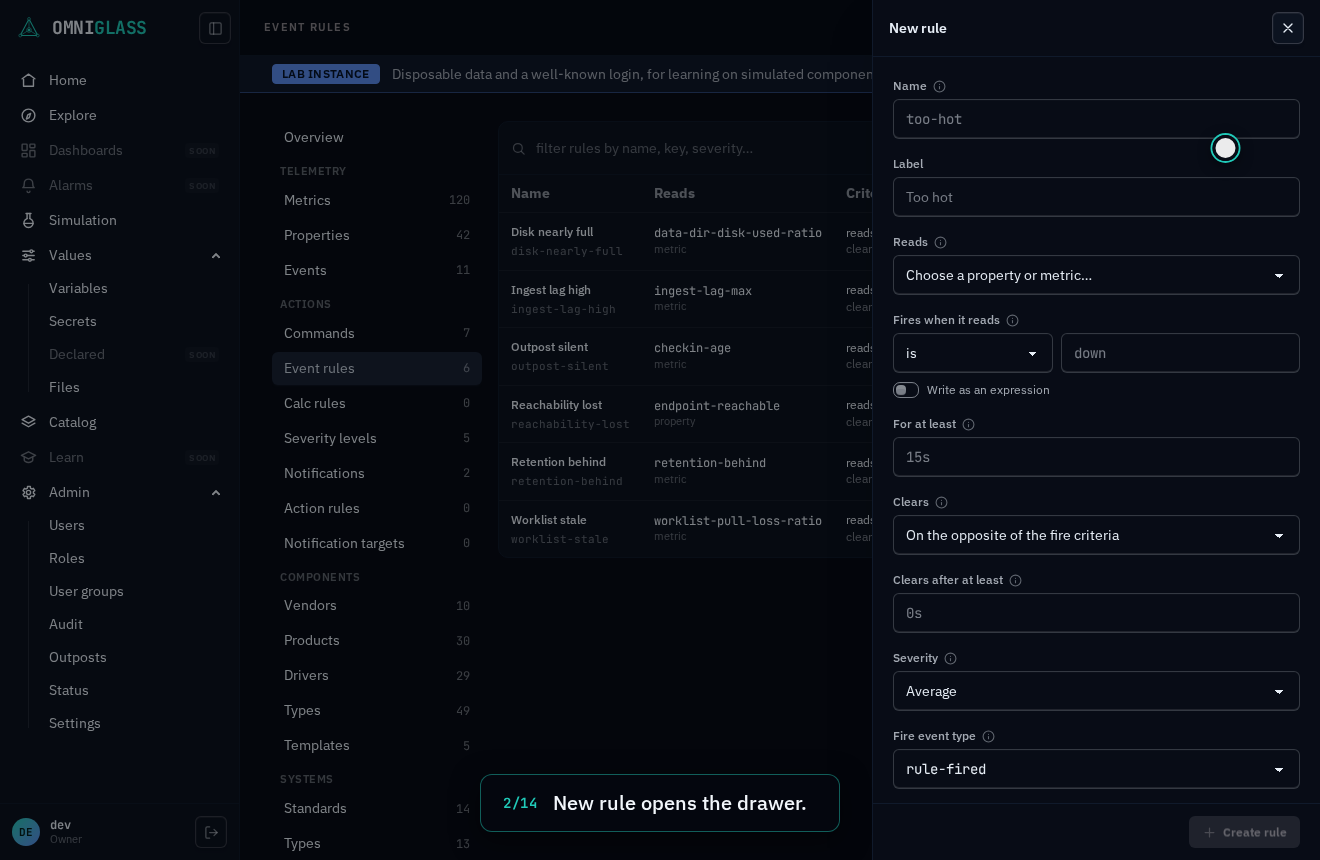 OMNIGLASS
Home
Explore
Dashboards SOON
Alarms SOON
Simulation
Values
Variables
Secrets
Declared SOON
Files
Catalog
Learn SOON
Admin
Users
Roles
User groups
Audit
Outposts
Status
Settings
DE dev
Owner
EVENT RULES
LAB INSTANCE Disposable data and a well-known login, for learning on simulated componen
Overview
TELEMETRY
Metrics 120
Properties 42
Events 11
ACTIONS
Commands 7
Event rules 6
Calc rules 0
Severity levels 5
Notifications 2
Action rules 0
Notification targets 0
COMPONENTS
Vendors 10
Products 30
Drivers 29
Types 49
Templates 5
SYSTEMS
Standards 14
Types 13
filter rules by name, key, severity...
Name Reads Crite
Disk nearly full data-dir-disk-used-ratio reads
disk-nearly-full metric clear
Ingest lag high ingest-lag-max reads
ingest-lag-high metric clear
Outpost silent checkin-age reads
outpost-silent metric clear
Reachability lost endpoint-reachable reads
reachability-lost property clear
Retention behind retention-behind reads
retention-behind metric clear
Worklist stale worklist-pull-loss-ratio reads
worklist-stale metric clear
2/14 New rule opens the drawer.
New rule
Name
too-hot
Label
Too hot
Reads
Choose a property or metric...
Fires when it reads
is down
Write as an expression
For at least
15s
Clears
On the opposite of the fire criteria
Clears after at least
0s
Severity
Average
Fire event type
rule-fired
Create rule